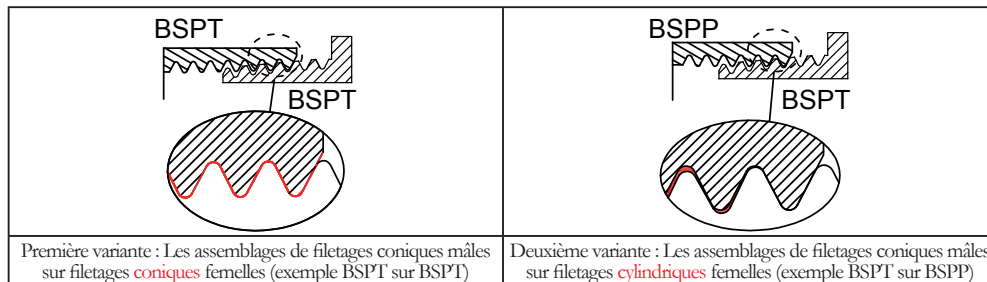 BSPT
BSPT
Première variante : Les assemblages de filetages coniques mâles
sur filetages coniques femelles (exemple BSPT sur BSPT)
BSPP
BSPT
Deuxième variante : Les assemblages de filetages coniques mâles
sur filetages cylindriques femelles (exemple BSPT sur BSPP)